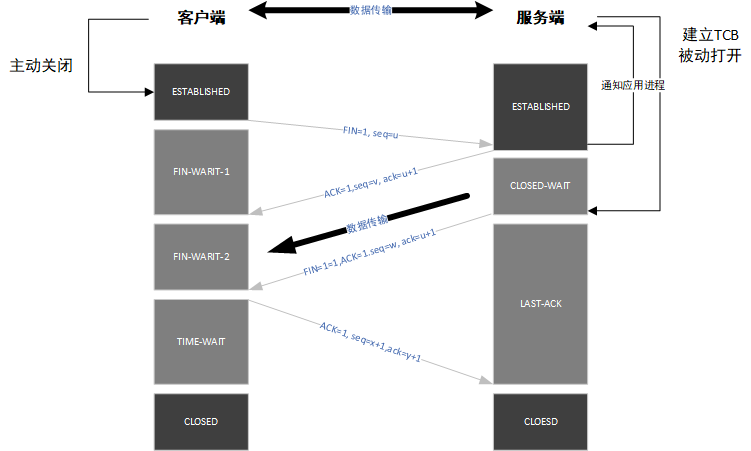 客户端
数据传输
服务端
主动关闭
建立TCB
被动打开
通知应用进程
ESTABLISHED
ESTABLISHED
FIN=1, seq=u
FIN-WARIT-1
ACK=1,seq=v, ack=u+1
CLOSED-WAIT
数据传输
FIN-WARIT-2
FIN=1=1,ACK=1.seq=w, ack=u+1
LAST-ACK
TIME-WAIT
ACK=1, seq=x+1,ack=y+1
CLOSED
CLOESD